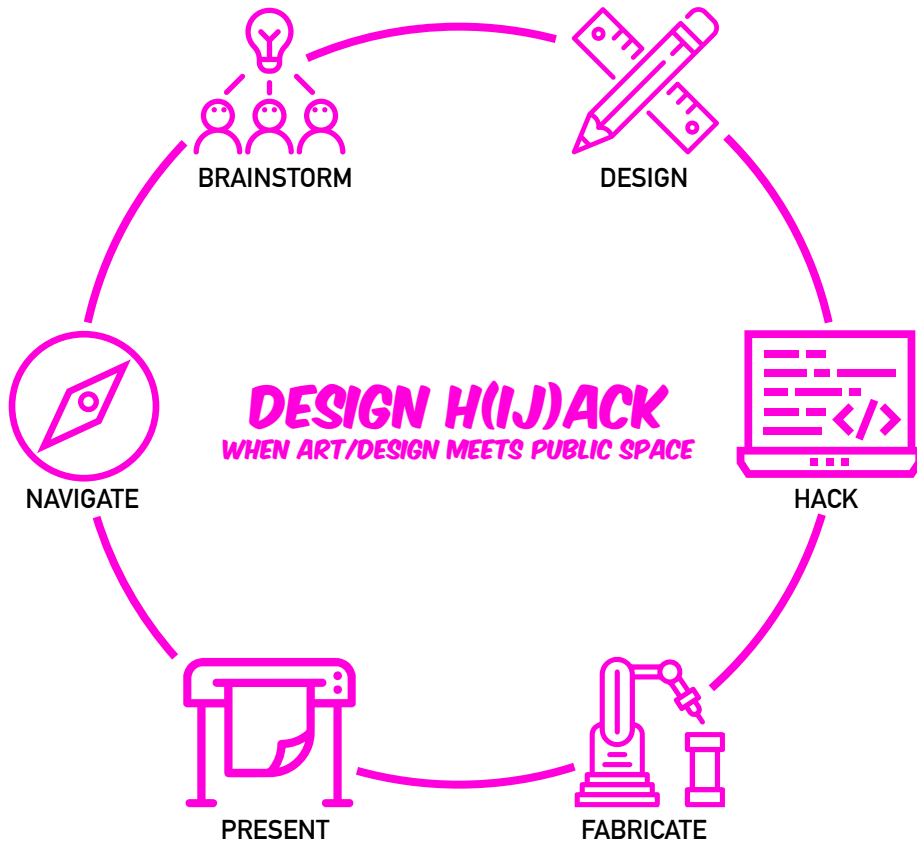 BRAINSTORM
DESIGN
DESIGN H(IJ)ACK
WHEN ART/DESIGN MEETS PUBLIC SPACE
</>
NAVIGATE
HACK
PRESENT
FABRICATE